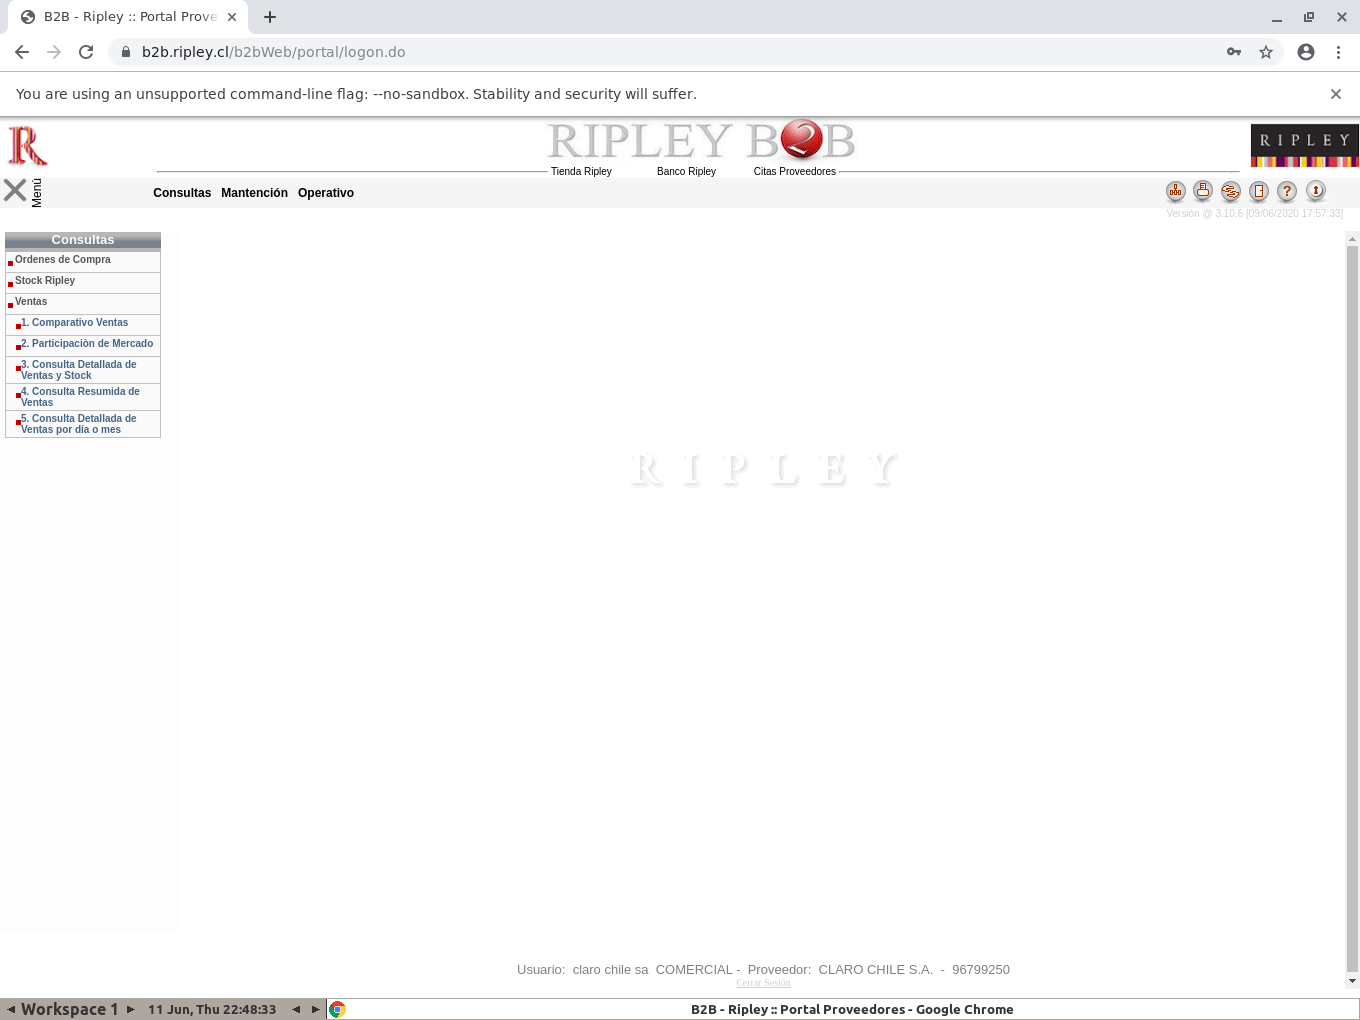 B2B - Ripley :: Portal Prove
b2b.ripley.cl/b2bWeb/portal/logon.do
You are using an unsupported command-line flag: --no-sandbox. Stability and security will suffer.
R
RIPLEY B2B
RIPLEY
Tienda Ripley Banco Ripley Citas Proveedores
Menú
Consultas Mantención Operativo
?
Versión @ 3.10.6 [09/06/2020 17:57:33]
Consultas
Ordenes de Compra
Stock Ripley
Ventas
1. Comparativo Ventas
2. Participaciòn de Mercado
3. Consulta Detallada de
Ventas y Stock
4. Consulta Resumida de
Ventas
5. Consulta Detallada de
Ventas por día o mes
RIPLEY
Usuario: claro chile sa COMERCIAL - Proveedor: CLARO CHILE S.A. - 96799250
Cerrar Sesión
Workspace 1 11 Jun, Thu 22:48:33 B2B - Ripley :: Portal Proveedores - Google Chrome